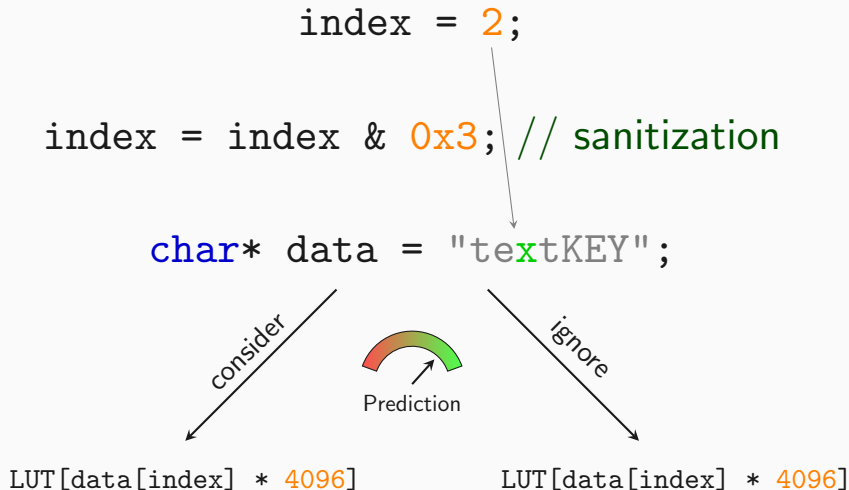 index = 2;
index = index & 0x3; // sanitization
char* data = "textKEY";
consider
ignore
Prediction
LUT[data[index] * 4096]
LUT[data[index] * 4096]